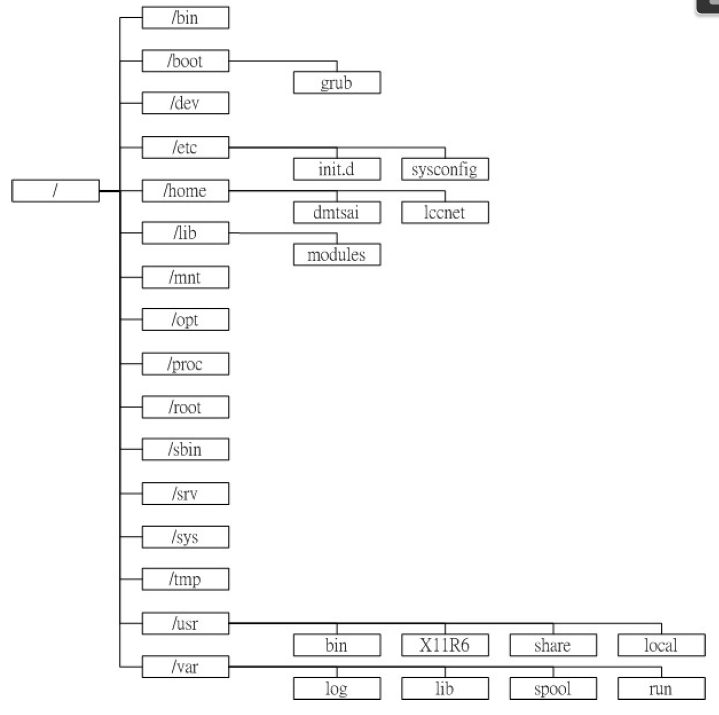 /bin
/boot
grub
/dev
/etc
init.d sysconfig
/ /home
dmtsai lccnet
/lib
modules
/mnt
/opt
/proc
/root
/sbin
/srv
/sys
/tmp
/usr
bin X11R6 share local
/var
log lib spool run